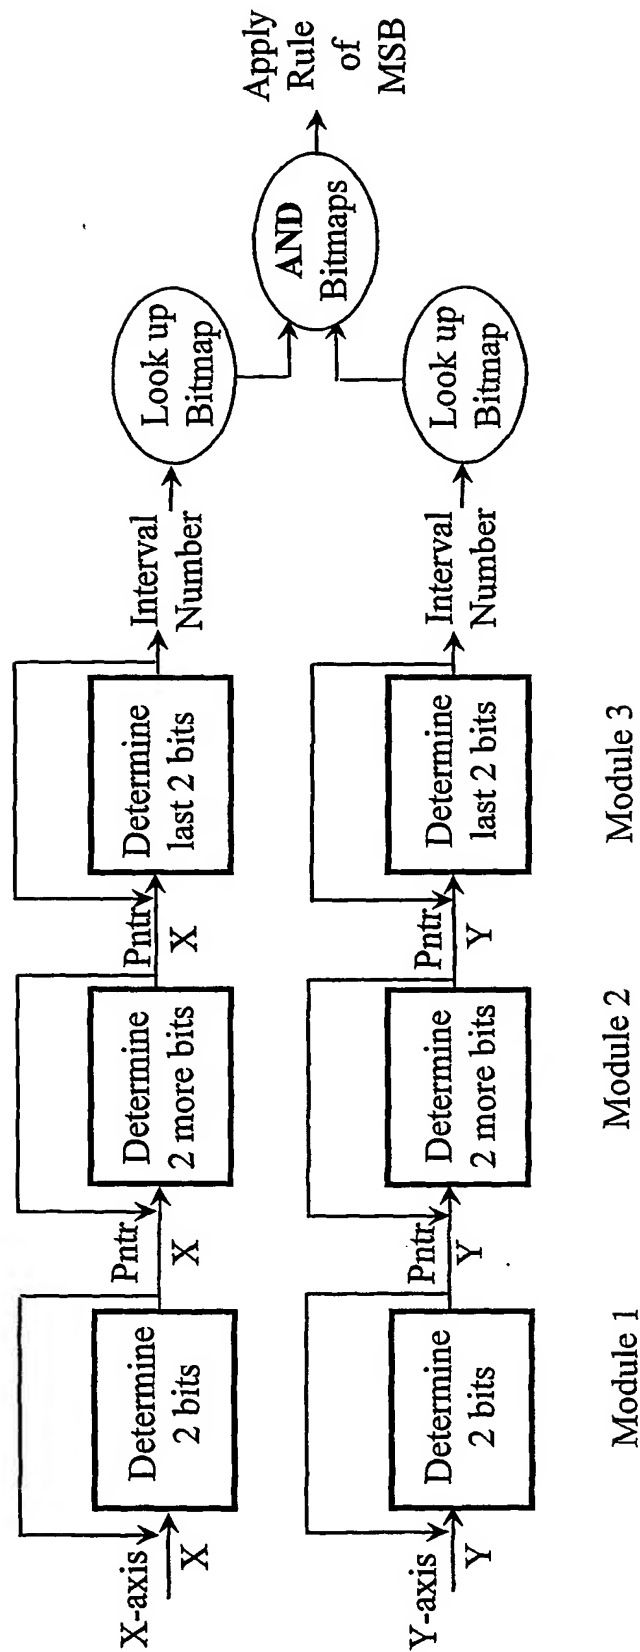 X-axis
X
Determine
2 bits
Pntr
X
Determine
2 more bits
Pntr
X
Determine
last 2 bits
Interval
Number
Look up
Bitmap
AND
Bitmaps
Apply
Rule
of
MSB
Y-axis
Y
Determine
2 bits
Pntr
Y
Determine
2 more bits
Pntr
Y
Determine
last 2 bits
Interval
Number
Look up
Bitmap
Module 1
Module 2
Module 3